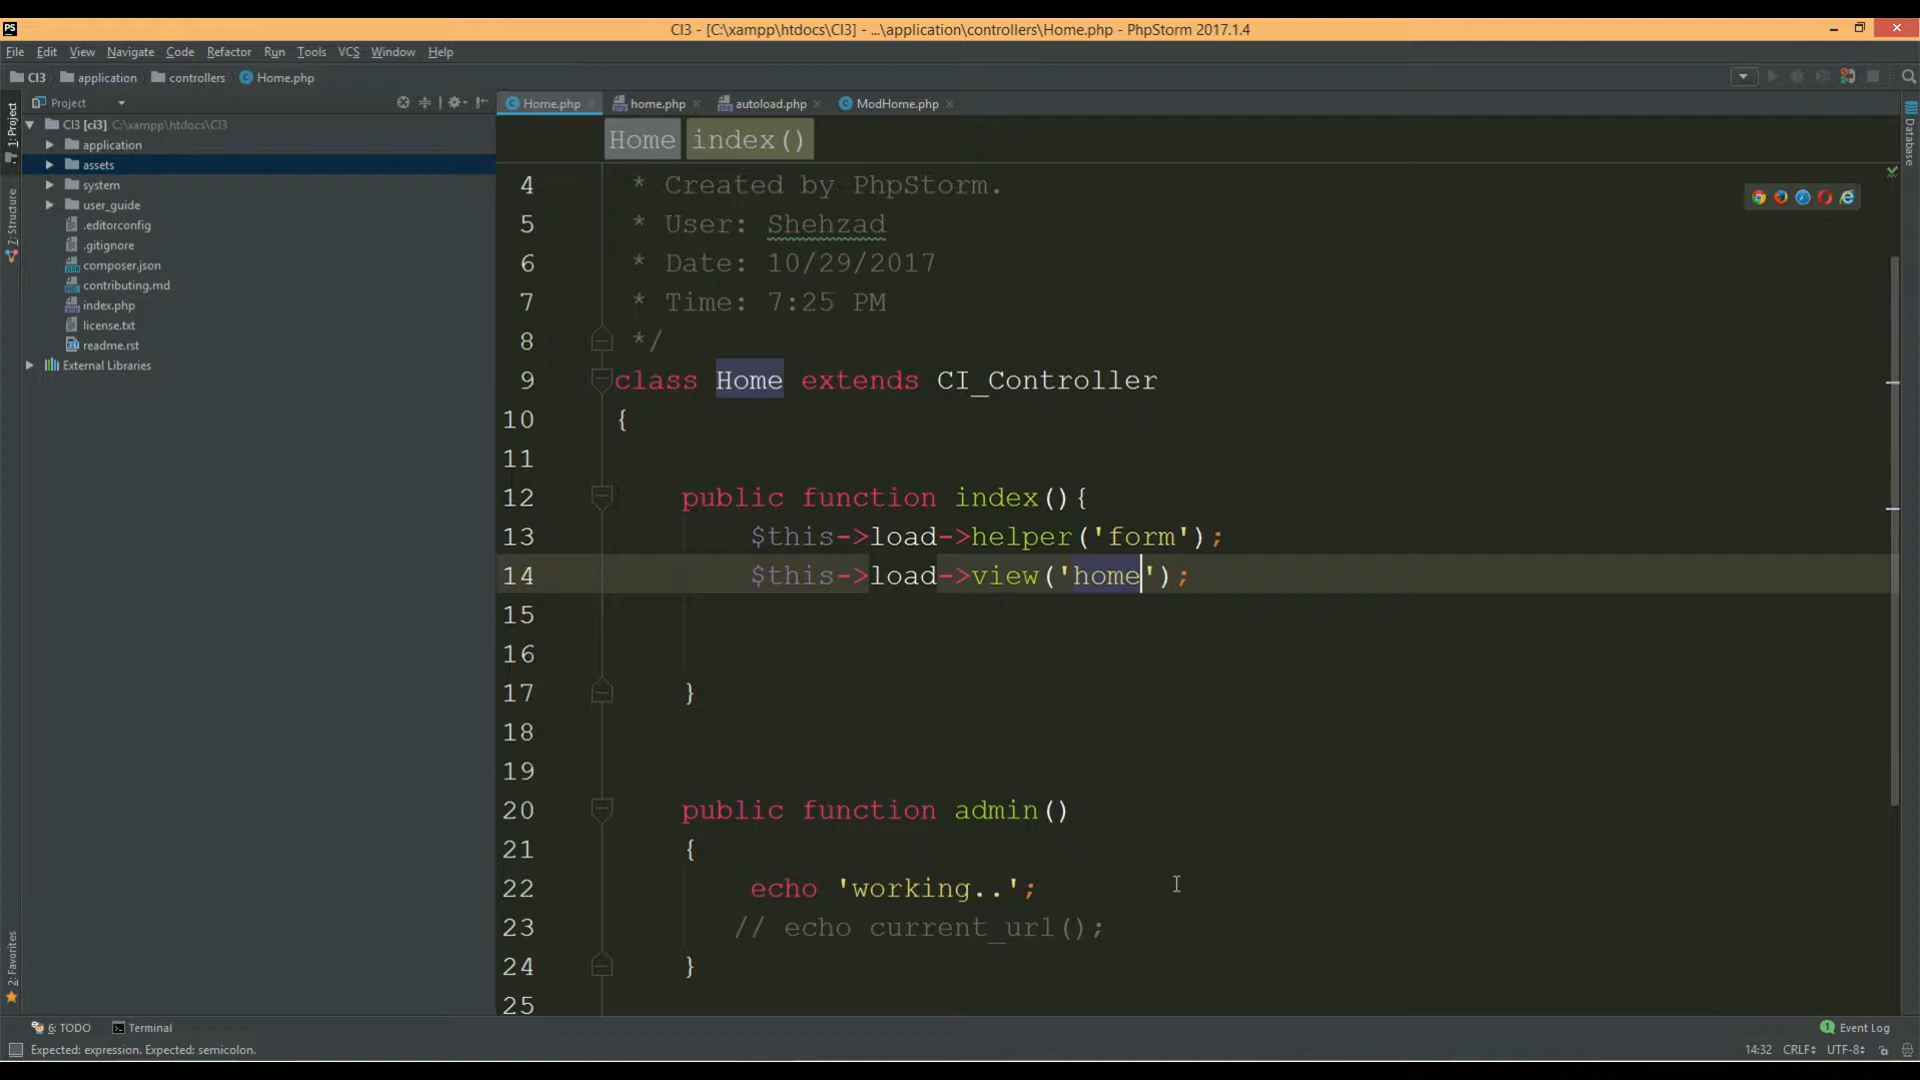 PS
CI3 - [C:\xampp\htdocs\CI3] - ...\application\controllers\Home.php - PhpStorm 2017.1.4
File Edit View Navigate Code Refactor Run Tools VCS Window Help
CI3 application controllers Home.php
1: Project
7: Structure
2: Favorites
Project
CI3 [ci3] C:\xampp\htdocs\CI3
application
assets
system
user_guide
.editorconfig
.gitignore
composer.json
contributing.md
index.php
license.txt
readme.rst
External Libraries
Home.php home.php autoload.php ModHome.php
Home index()
4 * Created by PhpStorm.
5 * User: Shehzad
6 * Date: 10/29/2017
7 * Time: 7:25 PM
8 */
9 class Home extends CI_Controller
10 {
11
12 public function index(){
13 $this->load->helper('form');
14 $this->load->view('home');
15
16
17 }
18
19
20 public function admin()
21 {
22 echo 'working..';
23 // echo current_url();
24 }
25
Database
6: TODO Terminal
1 Event Log
Expected: expression. Expected: semicolon.
14:32 CRLF UTF-8